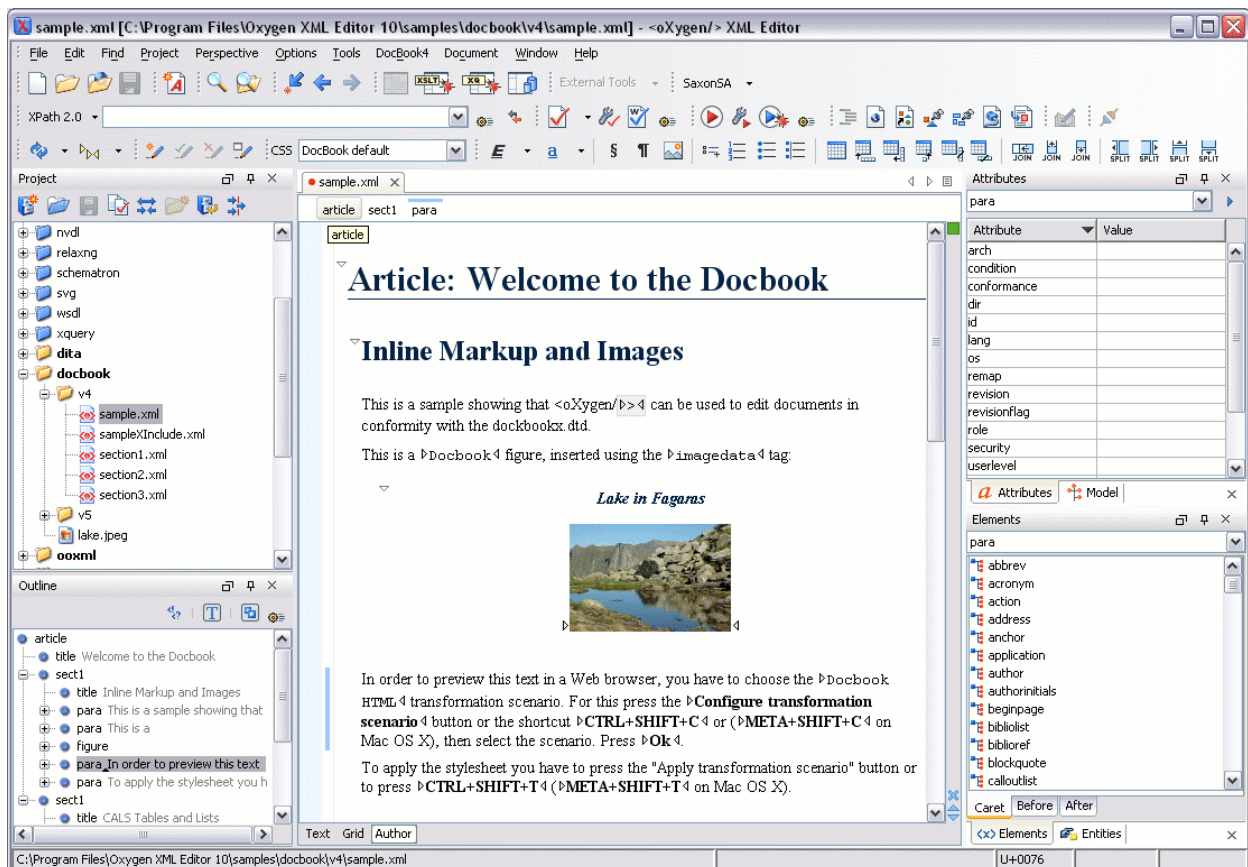 sample.xml [C:\Program Files\Oxygen XML Editor 10\samples\docbook\v4\sample.xml] - <oXygen/> XML Editor
File Edit Find Project Perspective Options Tools DocBook4 Document Window Help
XSLT XQ External Tools SaxonSA
XPath 2.0
CSS DocBook default E a § ¶ JOIN JOIN JOIN SPLIT SPLIT SPLIT SPLIT
Project
nvdl
relaxng
schematron
svg
wsdl
xquery
dita
docbook
v4
sample.xml
sampleXInclude.xml
section1.xml
section2.xml
section3.xml
v5
lake.jpeg
ooxml
Outline
article
title Welcome to the Docbook
sect1
title Inline Markup and Images
para This is a sample showing that
para This is a
figure
para In order to preview this text
para To apply the stylesheet you h
sect1
title CALS Tables and Lists
sample.xml
article sect1 para
article
Article: Welcome to the Docbook
Inline Markup and Images
This is a sample showing that <oXygen/> can be used to edit documents in
conformity with the dockbookx.dtd.
This is a Docbook figure, inserted using the imagedata tag:
Lake in Fagaras
In order to preview this text in a Web browser, you have to choose the Docbook
HTML transformation scenario. For this press the Configure transformation
scenario button or the shortcut CTRL+SHIFT+C or (META+SHIFT+C on
Mac OS X), then select the scenario. Press Ok.
To apply the stylesheet you have to press the "Apply transformation scenario" button or
to press CTRL+SHIFT+T (META+SHIFT+T on Mac OS X).
Text Grid Author
Attributes
para
Attribute Value
arch
condition
conformance
dir
id
lang
os
remap
revision
revisionflag
role
security
userlevel
a Attributes Model
Elements
para
abbrev
acronym
action
address
anchor
application
author
authorinitials
beginpage
bibliolist
biblioref
blockquote
calloutlist
Caret Before After
<x> Elements Entities
C:\Program Files\Oxygen XML Editor 10\samples\docbook\v4\sample.xml U+0076